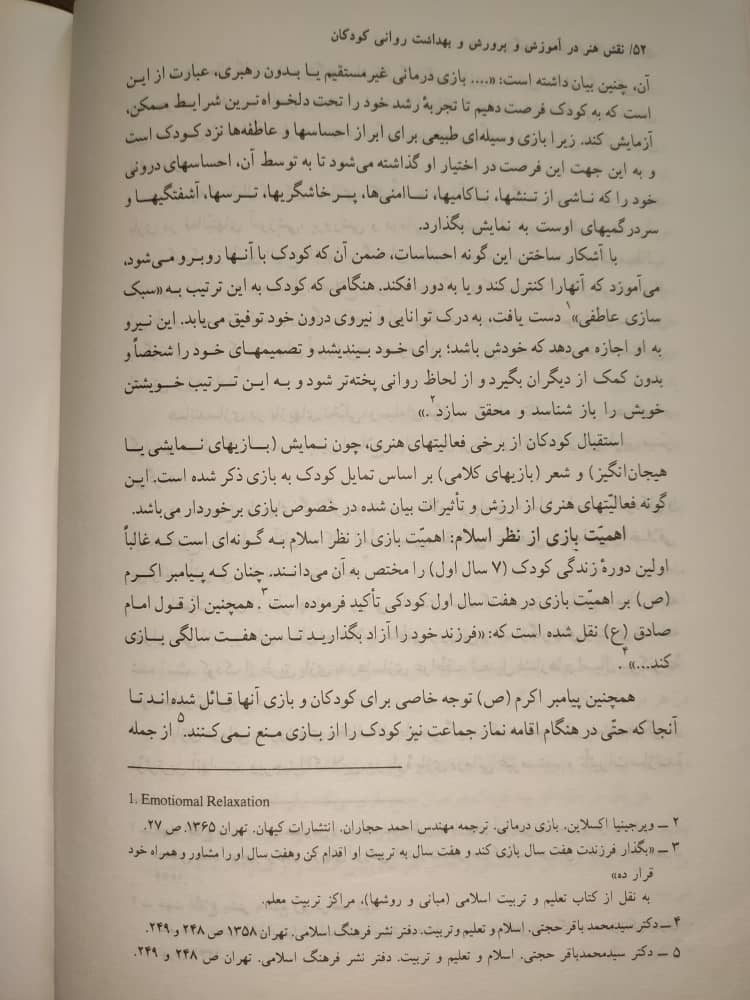 ۵۲/ نقش هنر در آموزش و پرورش و بهداشت روانی کودکان
آن، چنین بیان داشته است: «.... بازی درمانی غیرمستقیم یا بدون رهبری، عبارت از این
است که به کودک فرصت دهیم تا تجربهٔ رشد خود را تحت دلخواه‌ترین شرایط ممکن،
آزمایش کند. زیرا بازی وسیله‌ای طبیعی برای ابراز احساسها و عاطفه‌ها نزد کودک است
و به این جهت این فرصت در اختیار او گذاشته می‌شود تا به توسط آن، احساسهای درونی
خود را که ناشی از تنشها، ناکامیها، ناامنی‌ها، پرخاشگریها، ترسها، آشفتگیها و
سردرگمیهای اوست به نمایش بگذارد.
با آشکار ساختن این گونه احساسات، ضمن آن که کودک با آنها روبرو می‌شود،
می‌آموزد که آنهارا کنترل کند و یا به دور افکند. هنگامی که کودک به این ترتیب به «سبک
سازی عاطفی»۱ دست یافت، به درک توانایی و نیروی درون خود توفیق می‌یابد. این نیرو
به او اجازه می‌دهد که خودش باشد؛ برای خود بیندیشد و تصمیمهای خود را شخصاً و
بدون کمک از دیگران بگیرد و از لحاظ روانی پخته‌تر شود و به این ترتیب خویشتن
خویش را باز شناسد و محقق سازد۲.»
استقبال کودکان از برخی فعالیتهای هنری، چون نمایش (بازیهای نمایشی یا
هیجان‌انگیز) و شعر (بازیهای کلامی) بر اساس تمایل کودک به بازی ذکر شده است. این
گونه فعالیّتهای هنری از ارزش و تأثیرات بیان شده در خصوص بازی برخوردار می‌باشد.
اهمیّت بازی از نظر اسلام: اهمیّت بازی از نظر اسلام به گونه‌ای است که غالباً
اولین دورهٔ زندگی کودک (۷ سال اول) را مختص به آن می‌دانند. چنان که پیامبر اکرم
(ص) بر اهمیّت بازی در هفت سال اول کودکی تأکید فرموده است۳. همچنین از قول امام
صادق (ع) نقل شده است که: «فرزند خود را آزاد بگذارید تا سن هفت سالگی بازی
کند...»۴.
همچنین پیامبر اکرم (ص) توجه خاصی برای کودکان و بازی آنها قائل شده‌اند تا
آنجا که حتّی در هنگام اقامه نماز جماعت نیز کودک را از بازی منع نمی‌کنند.۵ از جمله
1. Emotiomal Relaxation
۲ ــ ویرجینیا اکسلاین. بازی درمانی. ترجمه مهندس احمد حجاران. انتشارات کیهان. تهران ۱۳۶۵. ص ۲۷.
۳ ــ «بگذار فرزندت هفت سال بازی کند و هفت سال به تربیت او اقدام کن وهفت سال او را مشاور و همراه خود
قرار ده»
به نقل از کتاب تعلیم و تربیت اسلامی (مبانی و روشها)، مراکز تربیت معلم.
۴ ــ دکتر سیدمحمد باقر حجتی. اسلام و تعلیم وتربیت. دفتر نشر فرهنگ اسلامی. تهران ۱۳۵۸ ص ۲۴۸ و ۲۴۹.
۵ ــ دکتر سیدمحمدباقر حجتی. اسلام و تعلیم و تربیت. دفتر نشر فرهنگ اسلامی. تهران ص ۲۴۸ و ۲۴۹.